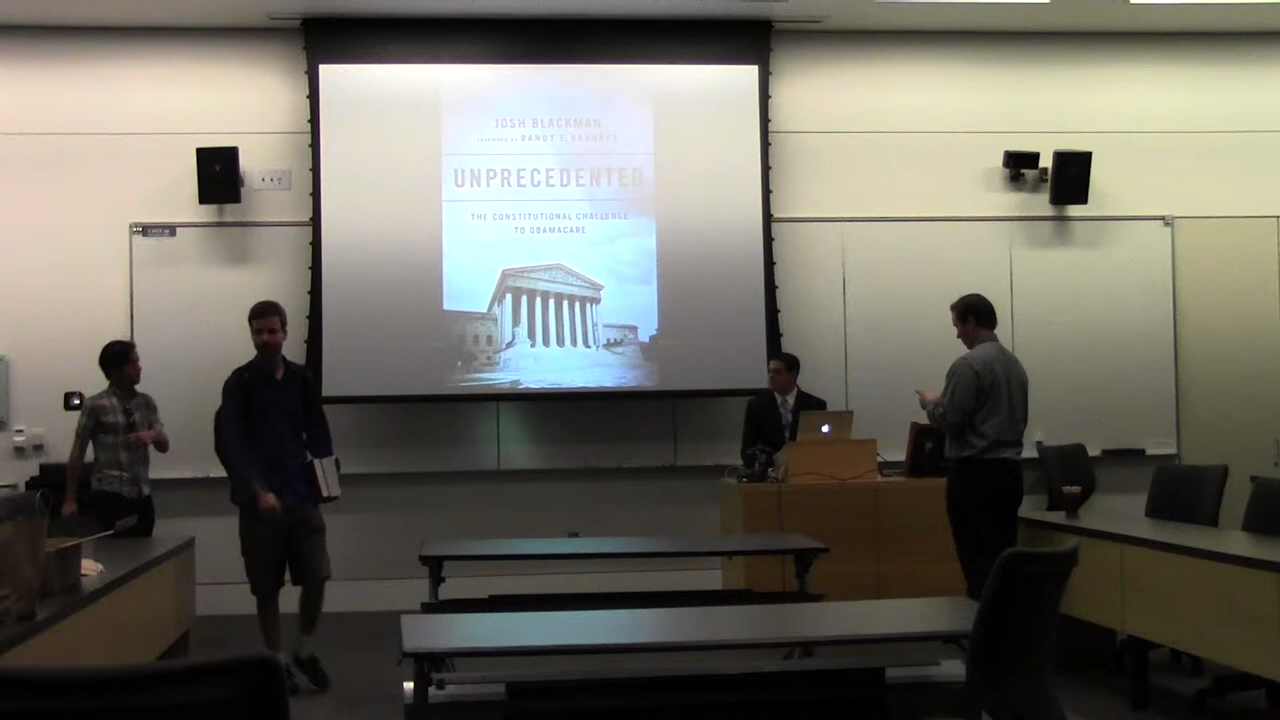 JOSH BLACKMAN
FOREWORD BY RANDY E. BARNETT
UNPRECEDENTED
THE CONSTITUTIONAL CHALLENGE
TO OBAMACARE